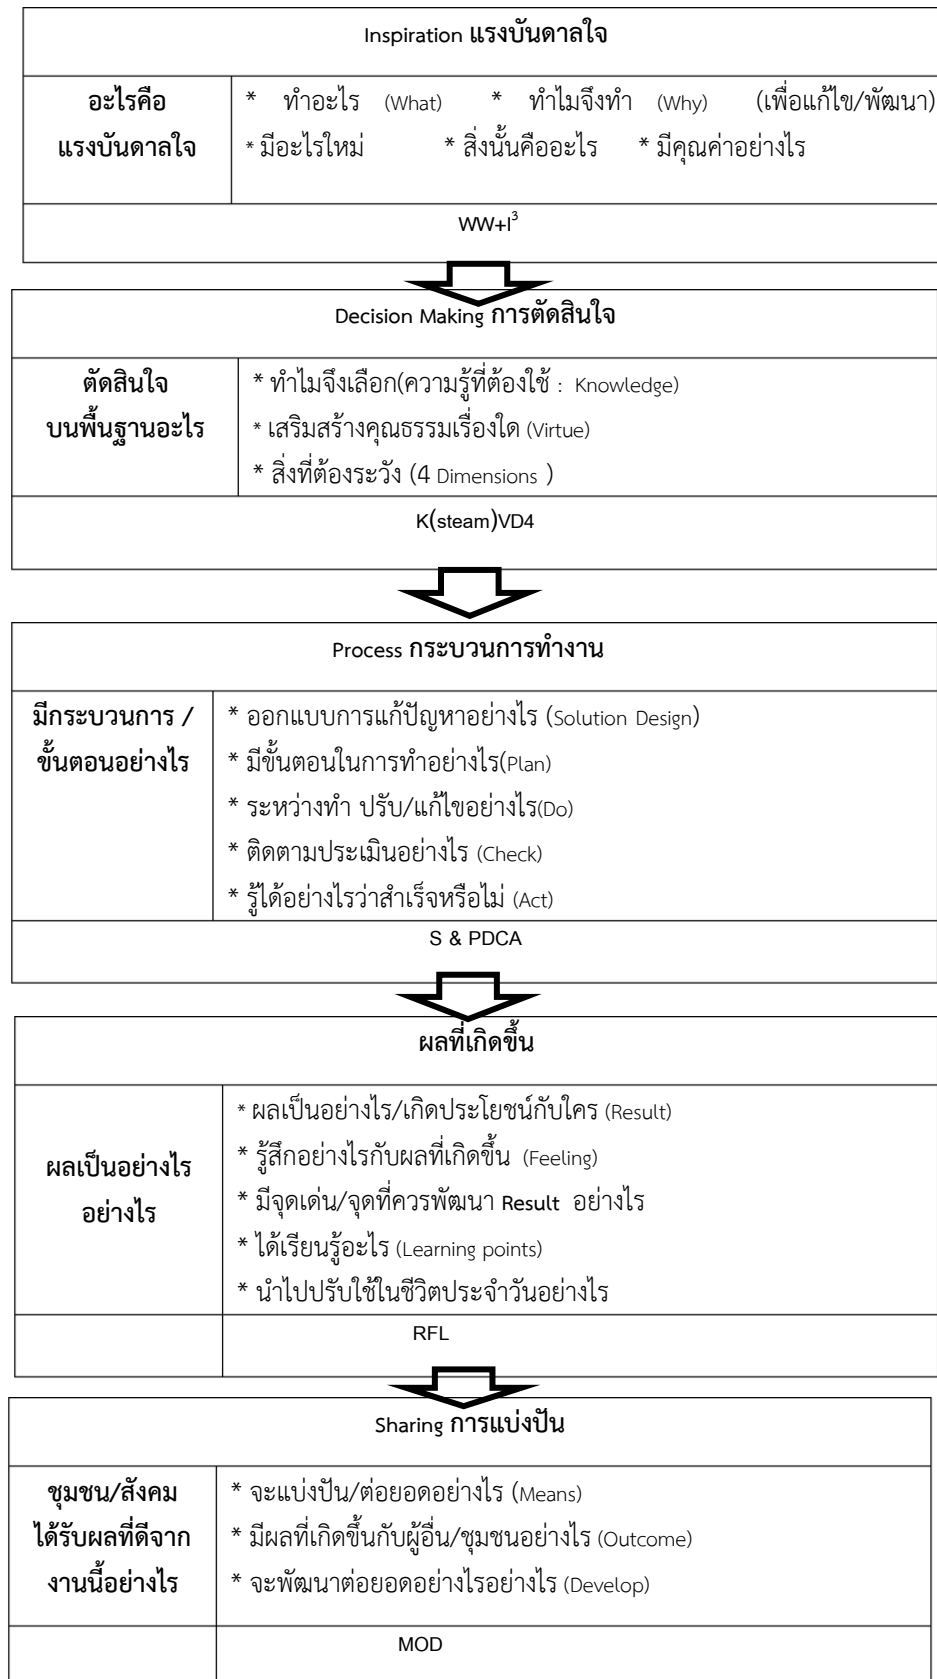 Inspiration แรงบันดาลใจ
อะไรคือ
แรงบันดาลใจ
* ทำอะไร (What) * ทำไมจึงทำ (Why) (เพื่อแก้ไข/พัฒนา)
* มีอะไรใหม่ * สิ่งนั้นคืออะไร * มีคุณค่าอย่างไร
WW+I³
Decision Making การตัดสินใจ
ตัดสินใจ
บนพื้นฐานอะไร
* ทำไมจึงเลือก(ความรู้ที่ต้องใช้ : Knowledge)
* เสริมสร้างคุณธรรมเรื่องใด (Virtue)
* สิ่งที่ต้องระวัง (4 Dimensions )
K(steam)VD4
Process กระบวนการทำงาน
มีกระบวนการ /
ขั้นตอนอย่างไร
* ออกแบบการแก้ปัญหาอย่างไร (Solution Design)
* มีขั้นตอนในการทำอย่างไร(Plan)
* ระหว่างทำ ปรับ/แก้ไขอย่างไร(Do)
* ติดตามประเมินอย่างไร (Check)
* รู้ได้อย่างไรว่าสำเร็จหรือไม่ (Act)
S & PDCA
ผลที่เกิดขึ้น
ผลเป็นอย่างไร
อย่างไร
* ผลเป็นอย่างไร/เกิดประโยชน์กับใคร (Result)
* รู้สึกอย่างไรกับผลที่เกิดขึ้น (Feeling)
* มีจุดเด่น/จุดที่ควรพัฒนา Result อย่างไร
* ได้เรียนรู้อะไร (Learning points)
* นำไปปรับใช้ในชีวิตประจำวันอย่างไร
RFL
Sharing การแบ่งปัน
ชุมชน/สังคม
ได้รับผลที่ดีจาก
งานนี้อย่างไร
* จะแบ่งปัน/ต่อยอดอย่างไร (Means)
* มีผลที่เกิดขึ้นกับผู้อื่น/ชุมชนอย่างไร (Outcome)
* จะพัฒนาต่อยอดอย่างไรอย่างไร (Develop)
MOD